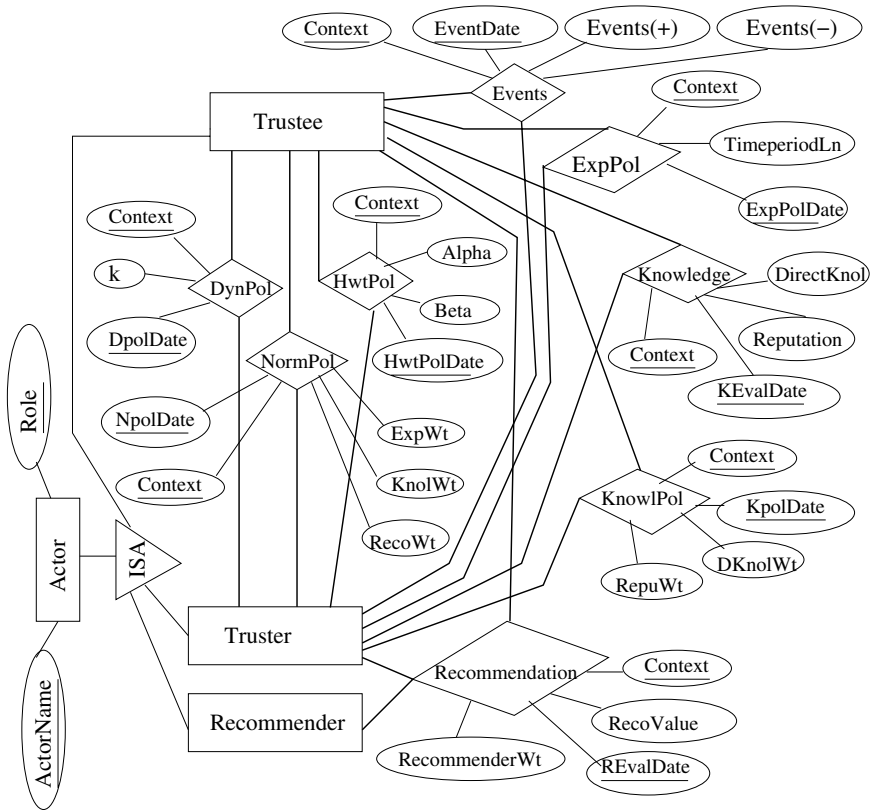 Context
EventDate
Events(+)
Events(−)
Events
Context
Trustee
TimeperiodLn
ExpPol
Context
Context
ExpPolDate
Alpha
k
DynPol
HwtPol
Knowledge
DirectKnol
Beta
DpolDate
Reputation
NormPol
HwtPolDate
Context
KEvalDate
Role
NpolDate
ExpWt
Context
Context
KnolWt
KnowlPol
KpolDate
RecoWt
DKnolWt
RepuWt
Actor
ISA
Truster
Recommendation
Context
Recommender
RecoValue
ActorName
RecommenderWt
REvalDate